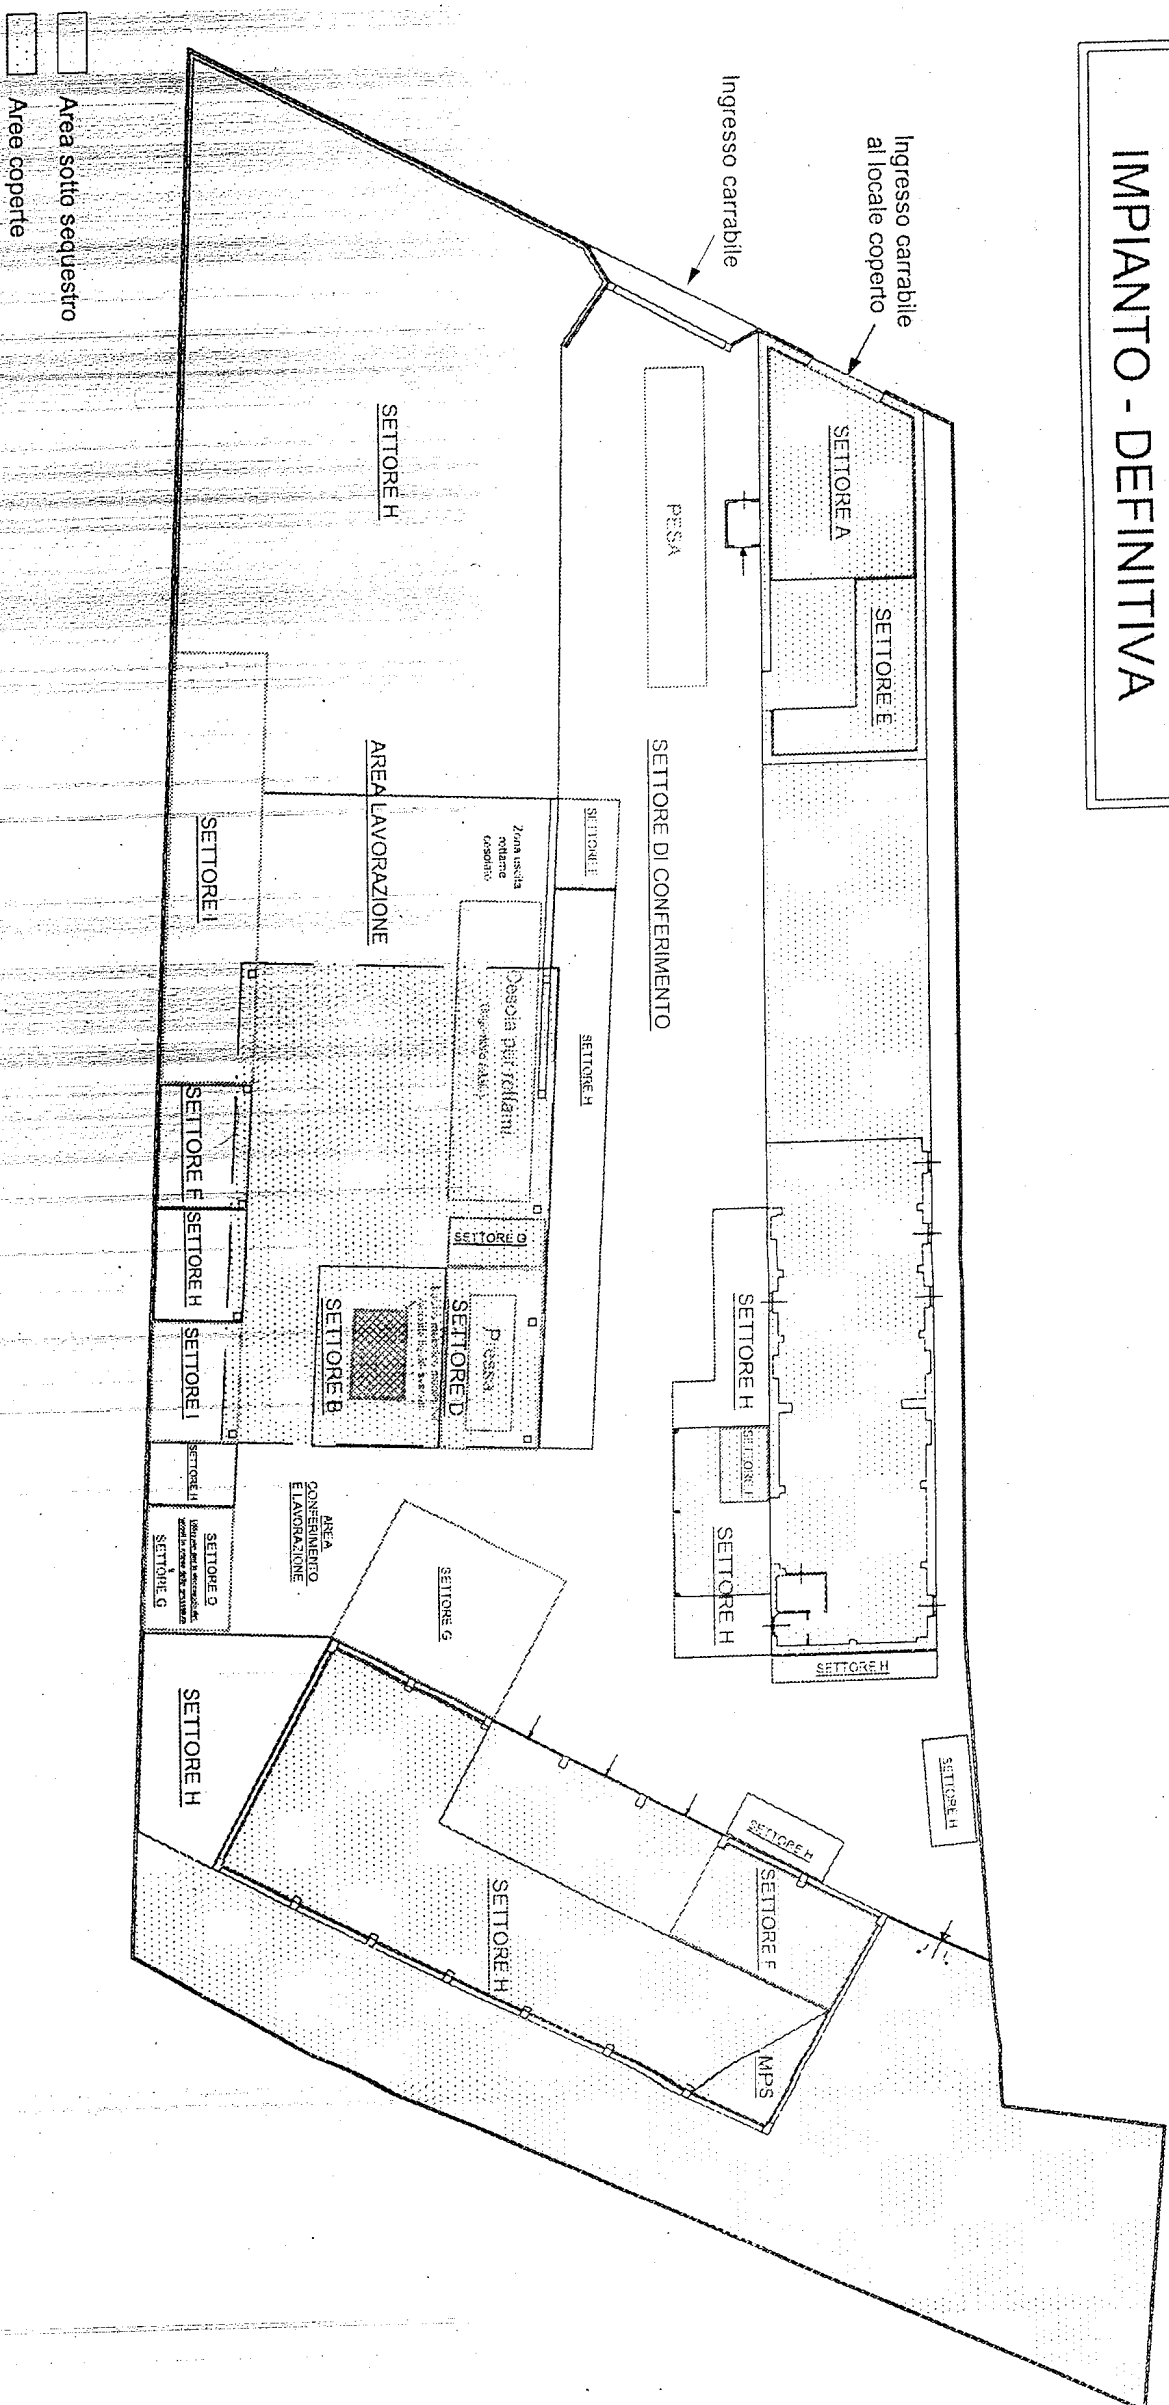 IMPIANTO - DEFINITIVA
Ingresso carrabile
al locale coperto
Ingresso carrabile
SETTORE A
SETTORE E
PESA
SETTORE DI CONFERIMENTO
SETTORE H
AREA LAVORAZIONE
Zona uscita
rottame
cesoiato
SETTORE
SETTORE H
Cesoia per rottami
SETTORE I
SETTORE F
SETTORE H
SETTORE I
SETTORE B
SETTORE D
Pressa
SETTORE
SETTORE H
SETTORE
SETTORE H
SETTORE H
SETTORE H
SETTORE
SETTORE G
AREA
CONFERIMENTO
E LAVORAZIONE
SETTORE G
SETTORE H
SETTORE H
SETTORE H
SETTORE F
SETTORE H
MPS
Area sotto sequestro
Aree coperte